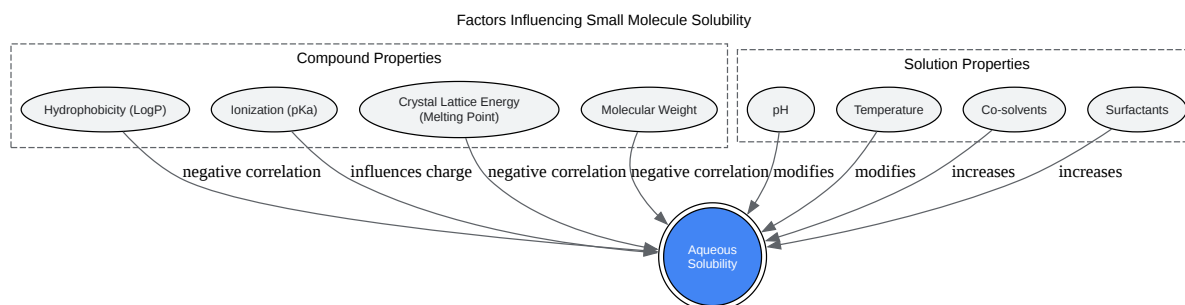 Factors Influencing Small Molecule Solubility
Compound Properties
Solution Properties
Hydrophobicity (LogP)
Ionization (pKa)
Crystal Lattice Energy
(Melting Point)
Molecular Weight
pH
Temperature
Co-solvents
Surfactants
negative correlation
influences charge
negative correlation
negative correlation
modifies
modifies
increases
increases
Aqueous
Solubility